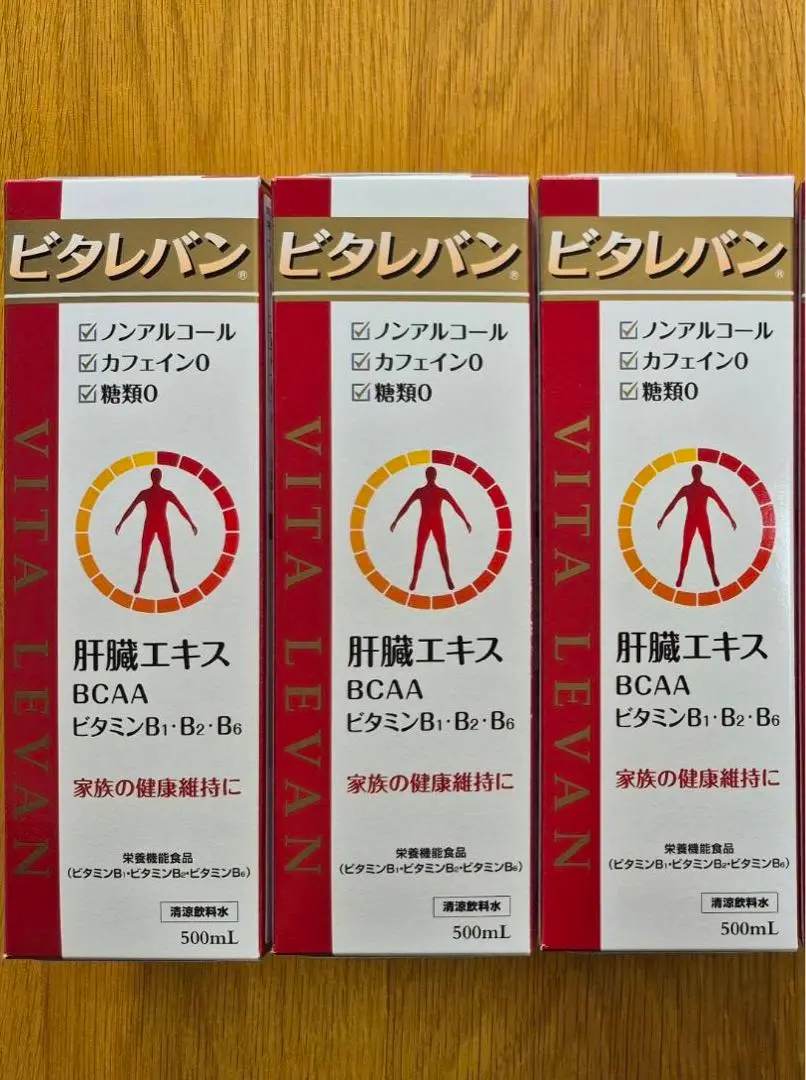 ビタレバン®
ノンアルコール
カフェイン0
糖類0
VITA LEVAN
肝臓エキス
BCAA
ビタミンB1・B2・B6
家族の健康維持に
栄養機能食品
(ビタミンB1・ビタミンB2・ビタミンB6)
清涼飲料水
500mL
ビタレバン®
ノンアルコール
カフェイン0
糖類0
VITA LEVAN
肝臓エキス
BCAA
ビタミンB1・B2・B6
家族の健康維持に
栄養機能食品
(ビタミンB1・ビタミンB2・ビタミンB6)
清涼飲料水
500mL
ビタレバン®
ノンアルコール
カフェイン0
糖類0
VITA LEVAN
肝臓エキス
BCAA
ビタミンB1・B2・B6
家族の健康維持に
栄養機能食品
(ビタミンB1・ビタミンB2・ビタミンB6)
清涼飲料水
500mL